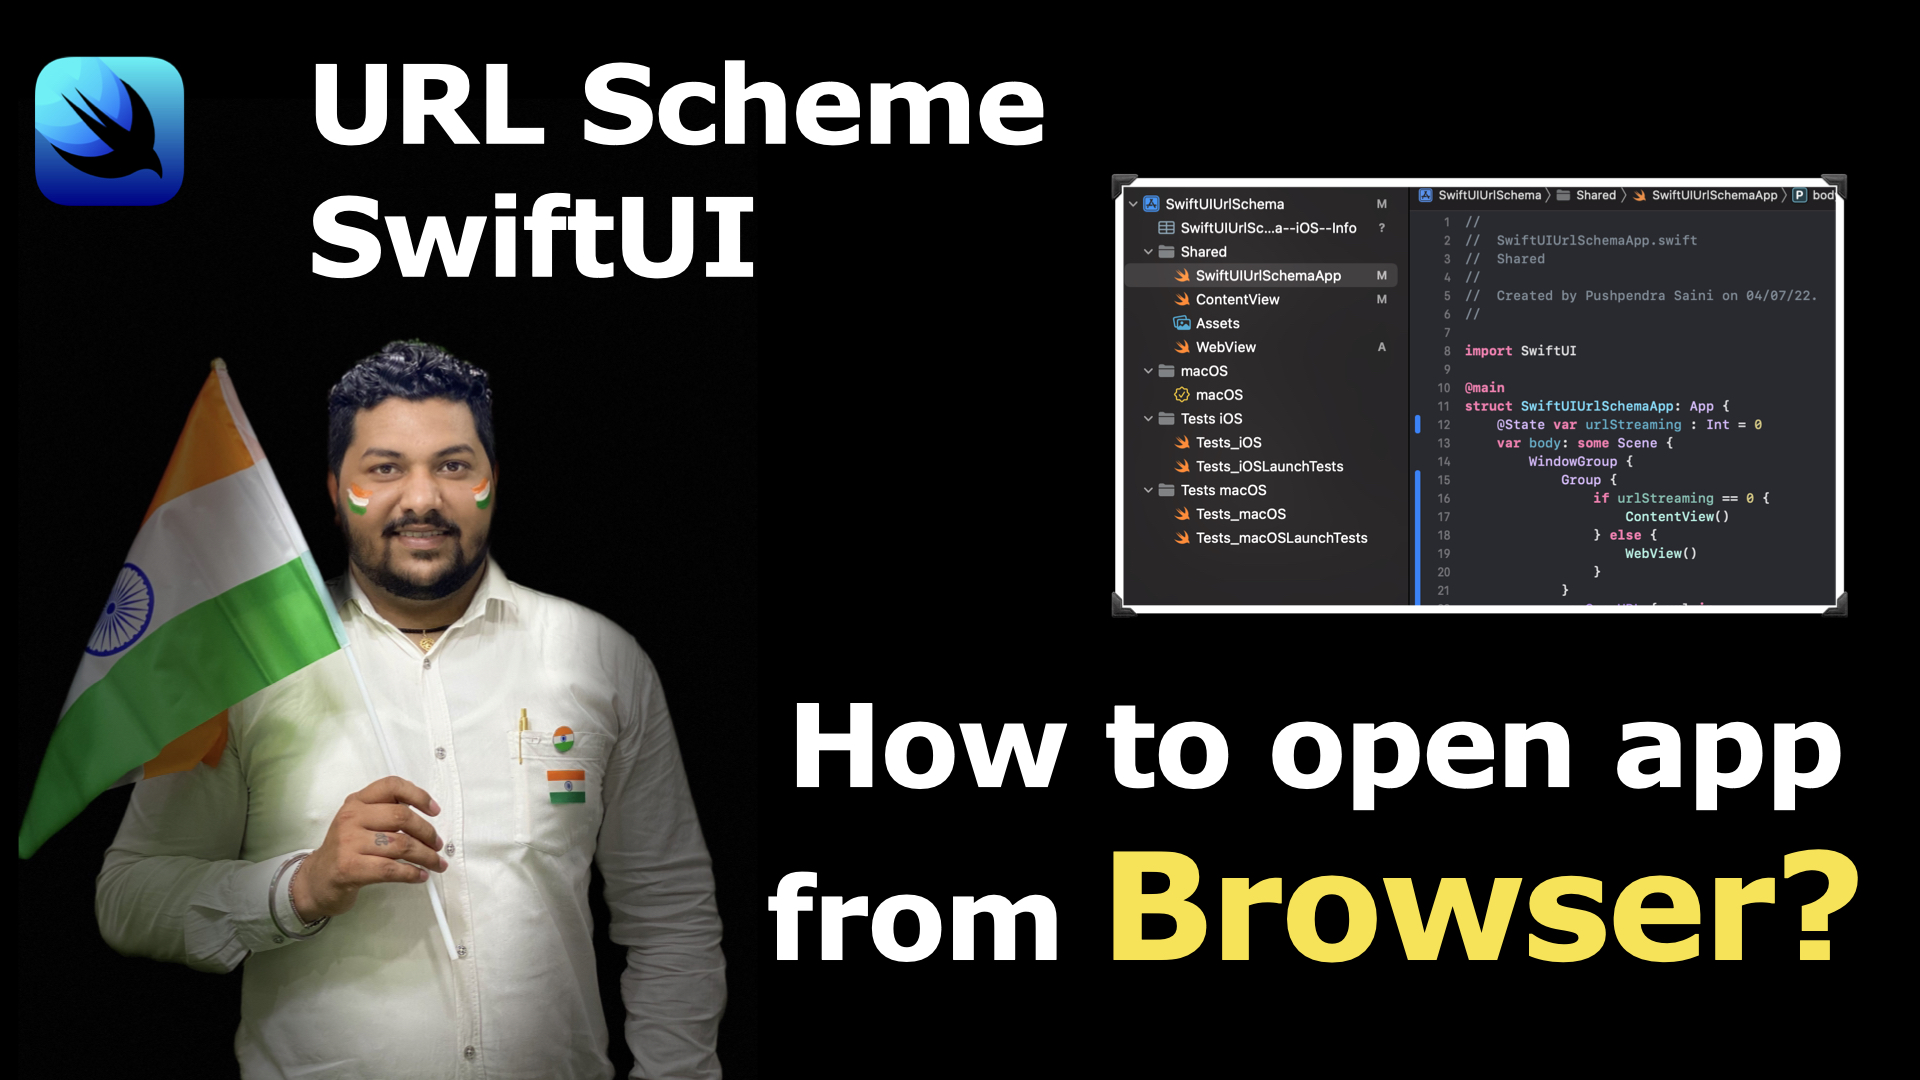 URL Scheme
SwiftUI
SwiftUIUrlSchema M
SwiftUIUrlSc...a--iOS--Info ?
Shared
SwiftUIUrlSchemaApp M
ContentView M
Assets
WebView A
macOS
macOS
Tests iOS
Tests_iOS
Tests_iOSLaunchTests
Tests macOS
Tests_macOS
Tests_macOSLaunchTests
SwiftUIUrlSchema 〉 Shared 〉 SwiftUIUrlSchemaApp 〉 P bod
1 //
2 //  SwiftUIUrlSchemaApp.swift
3 //  Shared
4 //
5 //  Created by Pushpendra Saini on 04/07/22.
6 //
7
8 import SwiftUI
9
10 @main
11 struct SwiftUIUrlSchemaApp: App {
12     @State var urlStreaming : Int = 0
13     var body: some Scene {
14         WindowGroup {
15             Group {
16                 if urlStreaming == 0 {
17                     ContentView()
18                 } else {
19                     WebView()
20                 }
21             }
How to open app
from Browser?